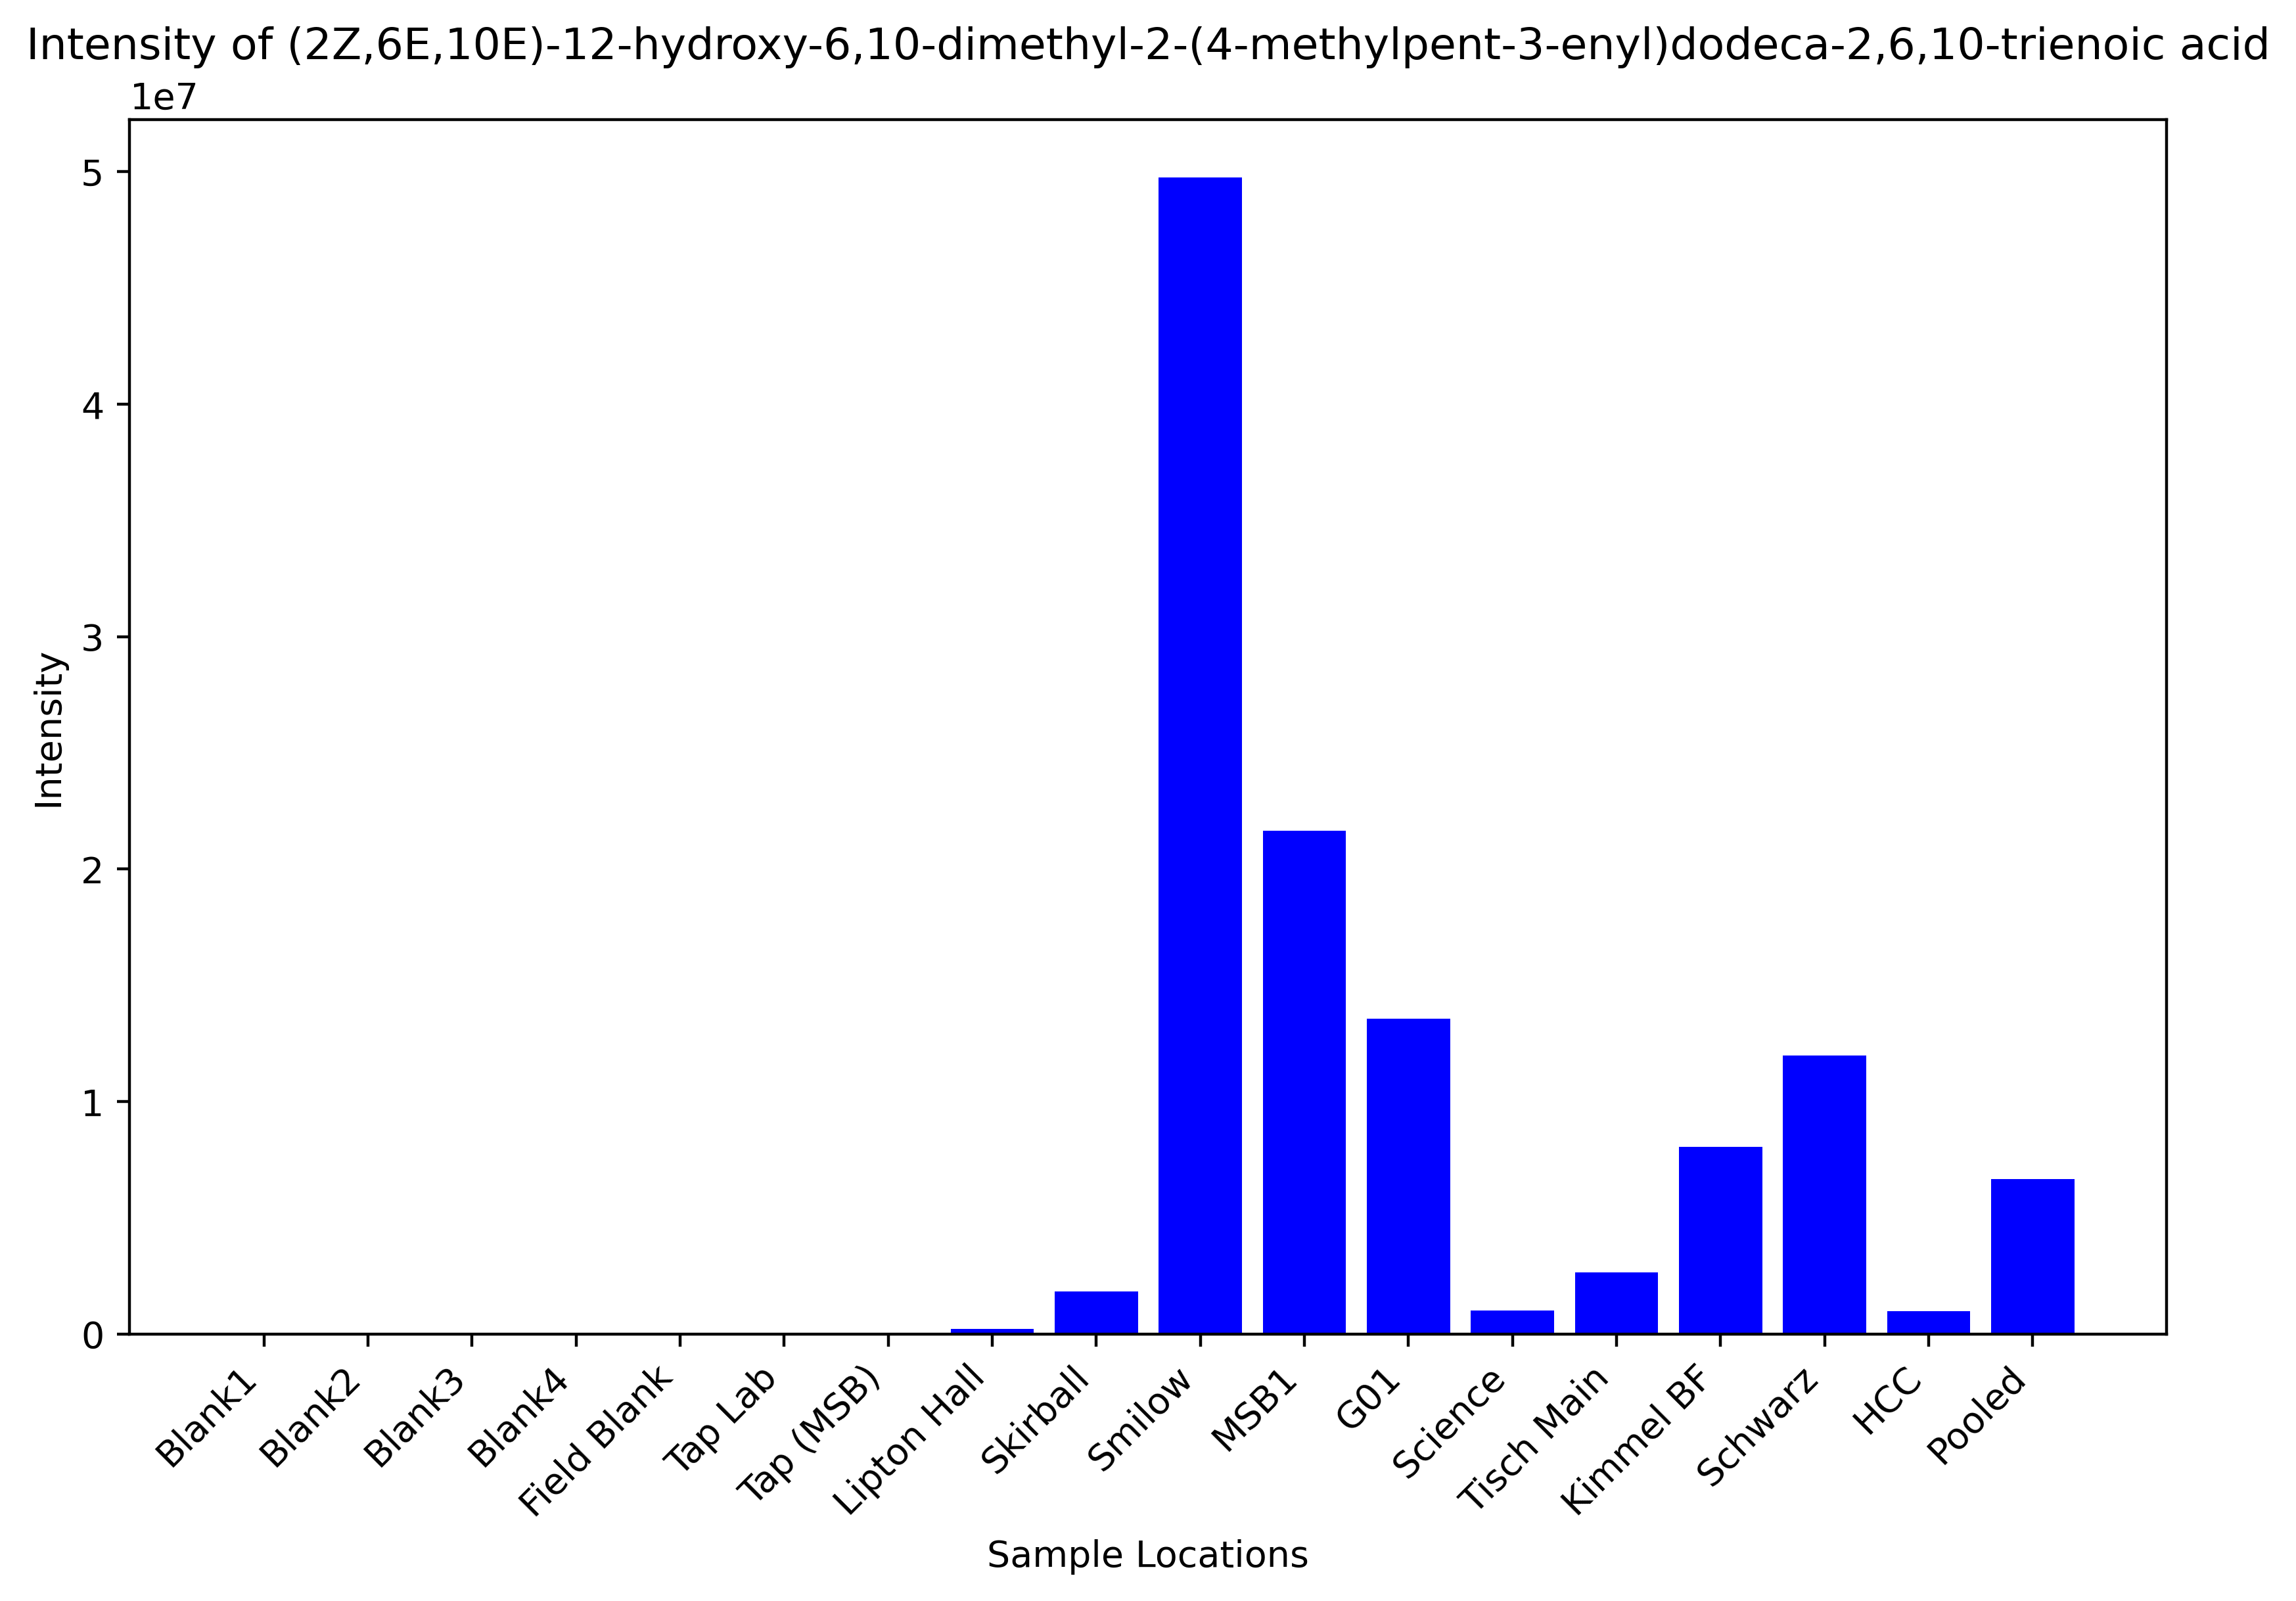 Intensity of (2Z,6E,10E)-12-hydroxy-6,10-dimethyl-2-(4-methylpent-3-enyl)dodeca-2,6,10-trienoic acid
1e7
5
4
3
2
1
0
Intensity
Blank1
Blank2
Blank3
Blank4
Field Blank
Tap Lab
Tap (MSB)
Lipton Hall
Skirball
Smilow
MSB1
G01
Science
Tisch Main
Kimmel BF
Schwarz
HCC
Pooled
Sample Locations